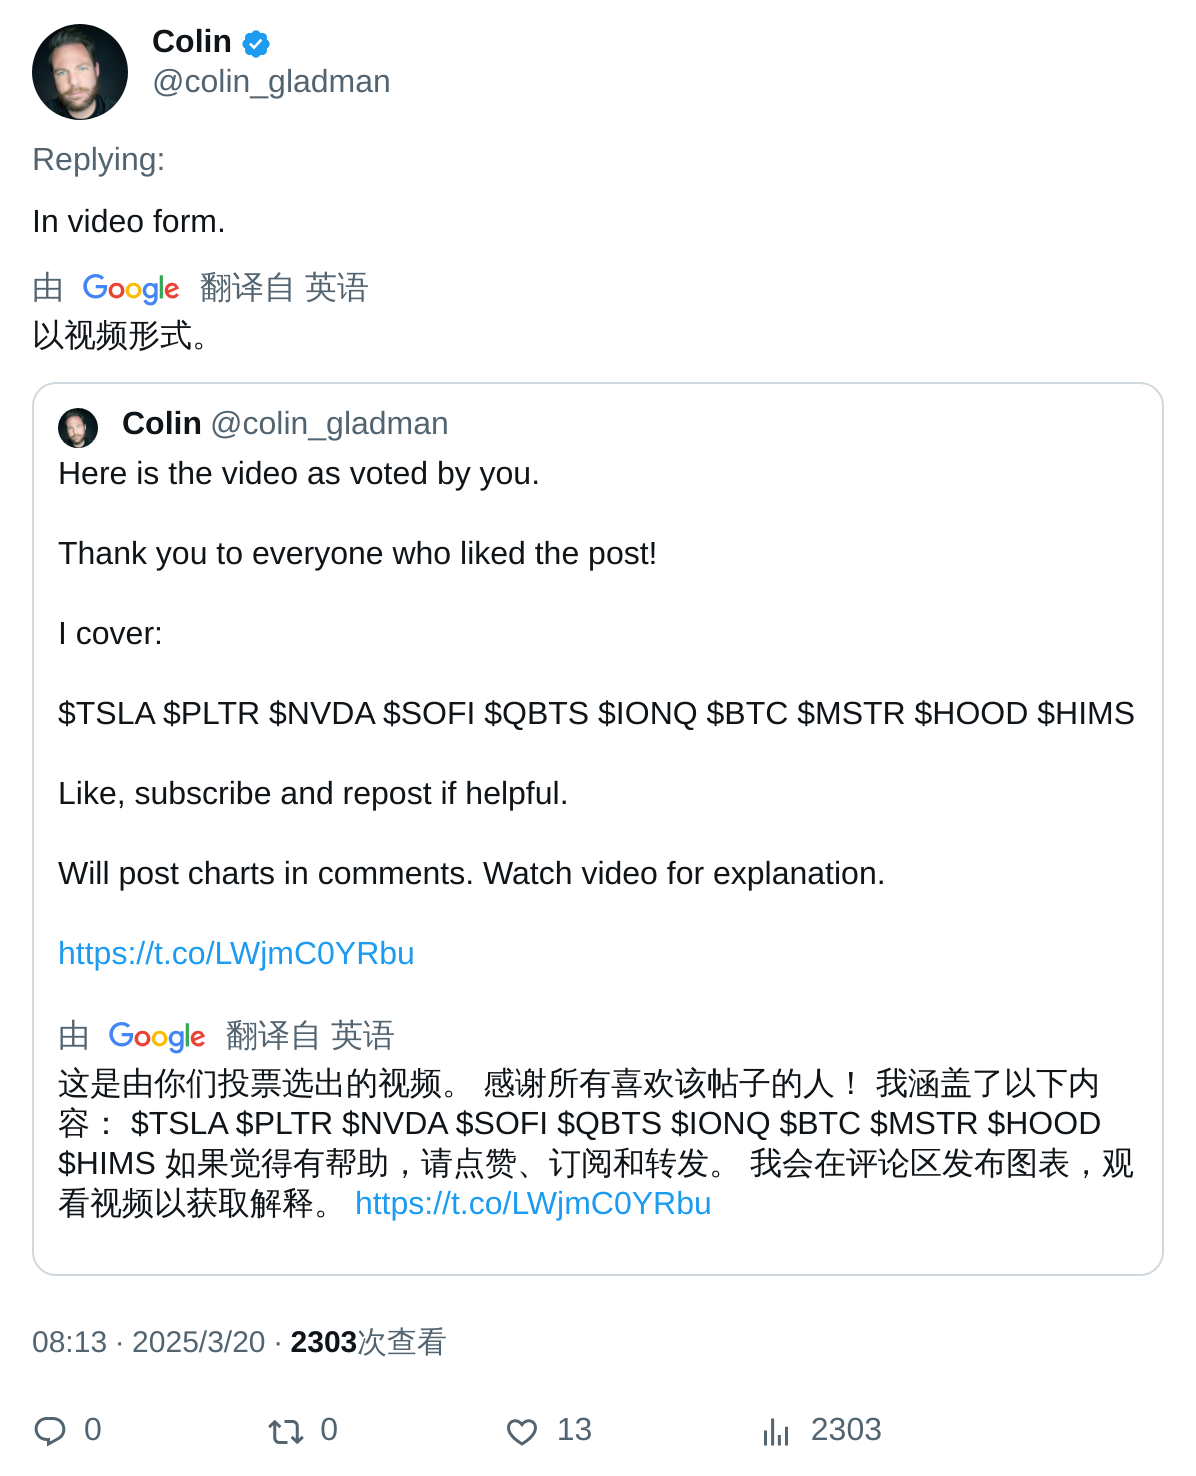 Colin
@colin_gladman
Replying:
In video form.
由 Google 翻译自 英语
以视频形式。
Colin @colin_gladman
Here is the video as voted by you.
Thank you to everyone who liked the post!
I cover:
$TSLA $PLTR $NVDA $SOFI $QBTS $IONQ $BTC $MSTR $HOOD $HIMS
Like, subscribe and repost if helpful.
Will post charts in comments. Watch video for explanation.
https://t.co/LWjmC0YRbu
由 Google 翻译自 英语
这是由你们投票选出的视频。 感谢所有喜欢该帖子的人！ 我涵盖了以下内
容： $TSLA $PLTR $NVDA $SOFI $QBTS $IONQ $BTC $MSTR $HOOD
$HIMS 如果觉得有帮助，请点赞、订阅和转发。 我会在评论区发布图表，观
看视频以获取解释。 https://t.co/LWjmC0YRbu
08:13 · 2025/3/20 · 2303次查看
0 0 13 2303